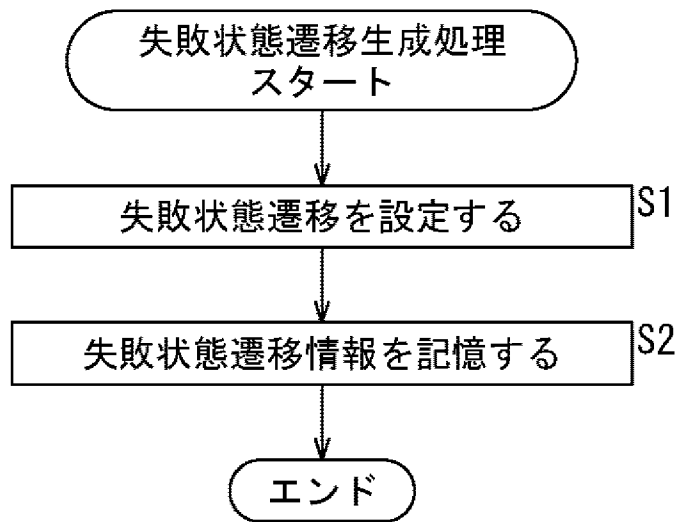 失敗状態遷移生成処理
スタート
失敗状態遷移を設定する
S1
失敗状態遷移情報を記憶する
S2
エンド